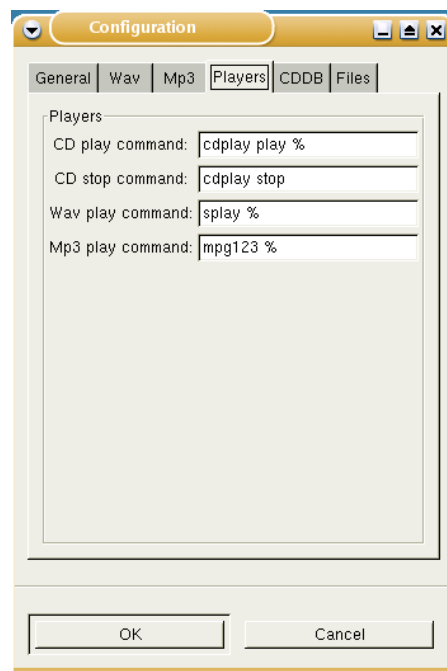 Configuration
General Wav Mp3 Players CDDB Files
Players
CD play command: cdplay play %
CD stop command: cdplay stop
Wav play command: splay %
Mp3 play command: mpg123 %
OK Cancel